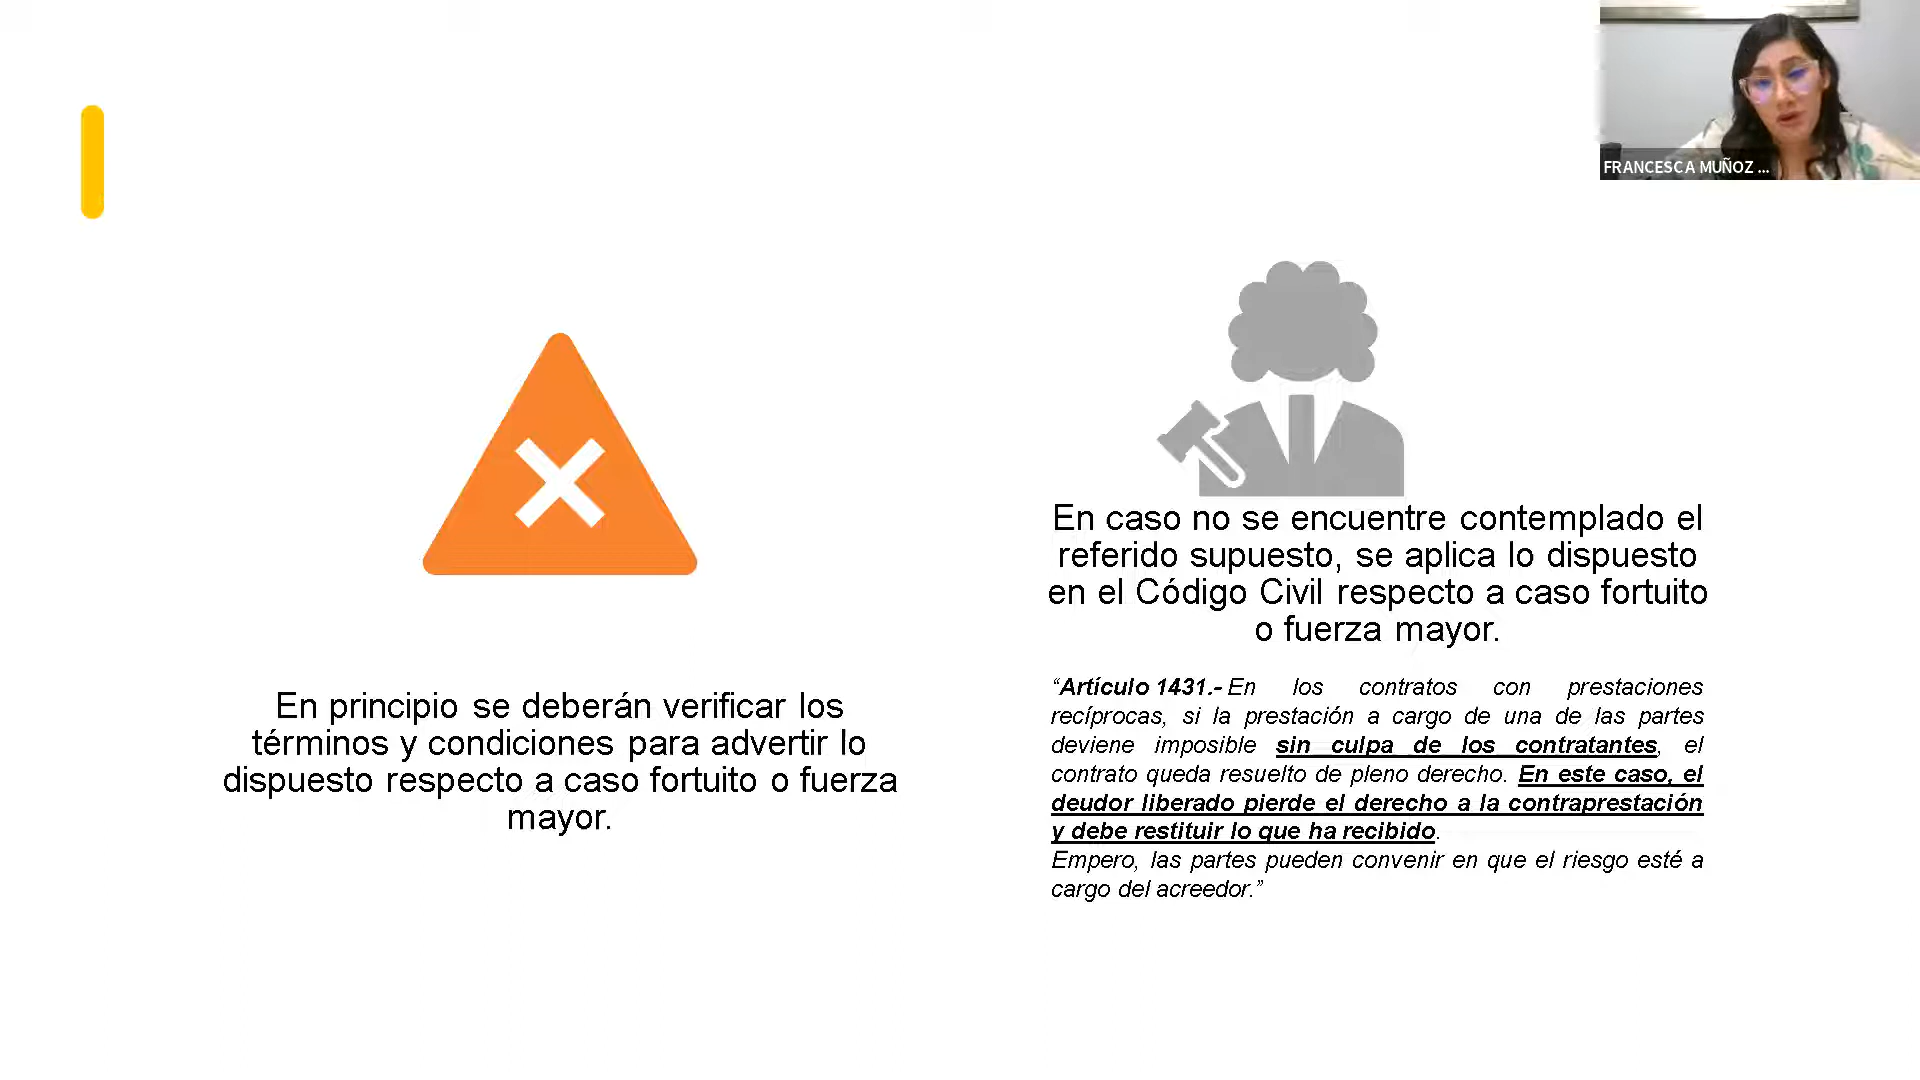 FRANCESCA MUÑOZ ...
En principio se deberán verificar los
términos y condiciones para advertir lo
dispuesto respecto a caso fortuito o fuerza
mayor.
En caso no se encuentre contemplado el
referido supuesto, se aplica lo dispuesto
en el Código Civil respecto a caso fortuito
o fuerza mayor.
“Artículo 1431.- En los contratos con prestaciones
recíprocas, si la prestación a cargo de una de las partes
deviene imposible sin culpa de los contratantes, el
contrato queda resuelto de pleno derecho. En este caso, el
deudor liberado pierde el derecho a la contraprestación
y debe restituir lo que ha recibido.
Empero, las partes pueden convenir en que el riesgo esté a
cargo del acreedor.”